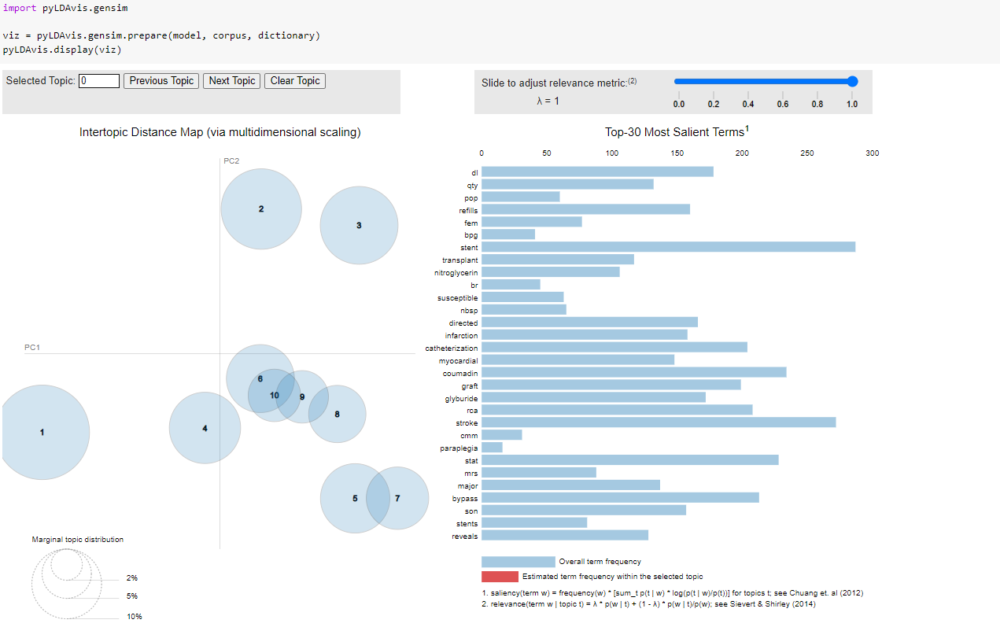 import pyLDAvis.gensim
viz = pyLDAvis.gensim.prepare(model, corpus, dictionary)
pyLDAvis.display(viz)
Selected Topic: 0 Previous Topic Next Topic Clear Topic
Slide to adjust relevance metric:(2)
λ = 1
0.0 0.2 0.4 0.6 0.8 1.0
Intertopic Distance Map (via multidimensional scaling)
PC2
PC1
2
3
6
10
9
8
4
1
5
7
Marginal topic distribution
2%
5%
10%
Top-30 Most Salient Terms1
0 50 100 150 200 250 300
dl
qty
pop
refills
fem
bpg
stent
transplant
nitroglycerin
br
susceptible
nbsp
directed
infarction
catheterization
myocardial
coumadin
graft
glyburide
rca
stroke
cmm
paraplegia
stat
mrs
major
bypass
son
stents
reveals
Overall term frequency
Estimated term frequency within the selected topic
1. saliency(term w) = frequency(w) * [sum_t p(t | w) * log(p(t | w)/p(t))] for topics t; see Chuang et. al (2012)
2. relevance(term w | topic t) = λ * p(w | t) + (1 - λ) * p(w | t)/p(w); see Sievert & Shirley (2014)